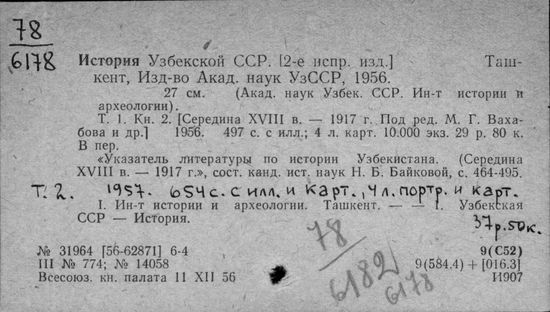 78
6178
История Узбекской ССР. [2-е испр. изд.] Таш-
кент, Изд-во Акад. наук УзССР, 1956.
27 см. (Акад. наук Узбек. ССР. Ин-т истории и
археологии).
Т. 1. Кн. 2. [Середина XVIII в. — 1917 г. Под ред. М. Г. Ваха-
бова и др.] 1956. 497 с. с илл.; 4 л. карт. 10.000 экз. 29 р. 80 к.
В пер.
«Указатель литературы по истории Узбекистана. (Середина
XVIII в. — 1917 г.», сост. канд. ист. наук Н. Б. Байковой, с. 464-495.
Т. 2. 1957. 654 с. с илл. и карт., 4 л. портр. и карт.
37 р. 50 к.
I. Ин-т истории и археологии. Ташкент. — — 1. Узбекская
ССР — История.
№ 31964 [56-62871] 6-4
9(С52)
III № 774; № 14058
9(584.4) + [016.3]
Всесоюз. кн. палата 11 XII 56
И907
78
6182
6178